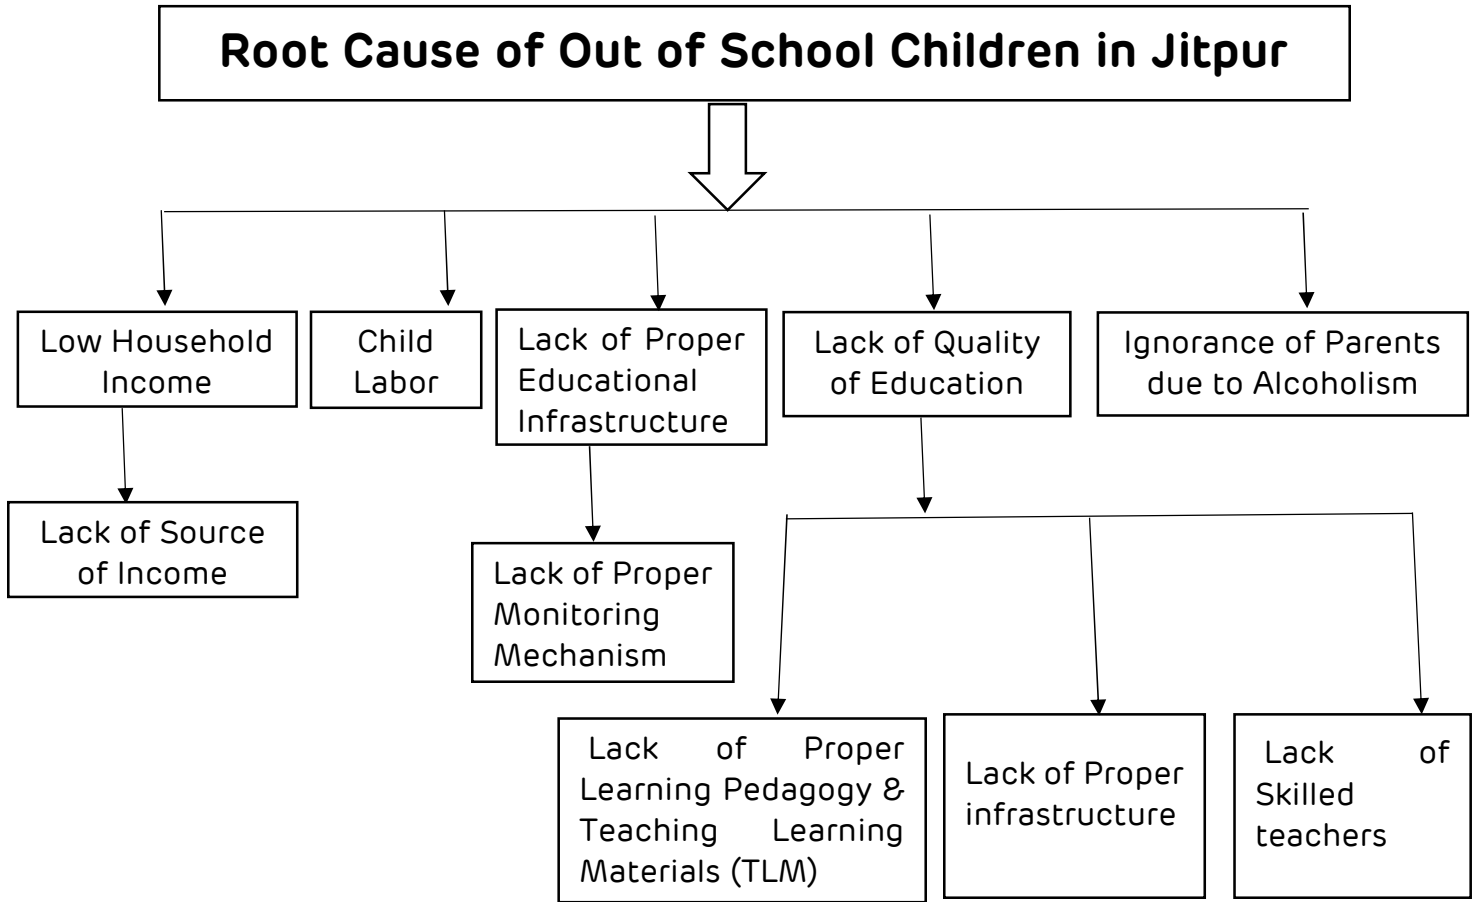 Root Cause of Out of School Children in Jitpur
Low Household
Income
Child
Labor
Lack of Proper
Educational
Infrastructure
Lack of Quality
of Education
Ignorance of Parents
due to Alcoholism
Lack of Source
of Income
Lack of Proper
Monitoring
Mechanism
Lack of Proper
Learning Pedagogy &
Teaching Learning
Materials (TLM)
Lack of Proper
infrastructure
Lack of
Skilled
teachers